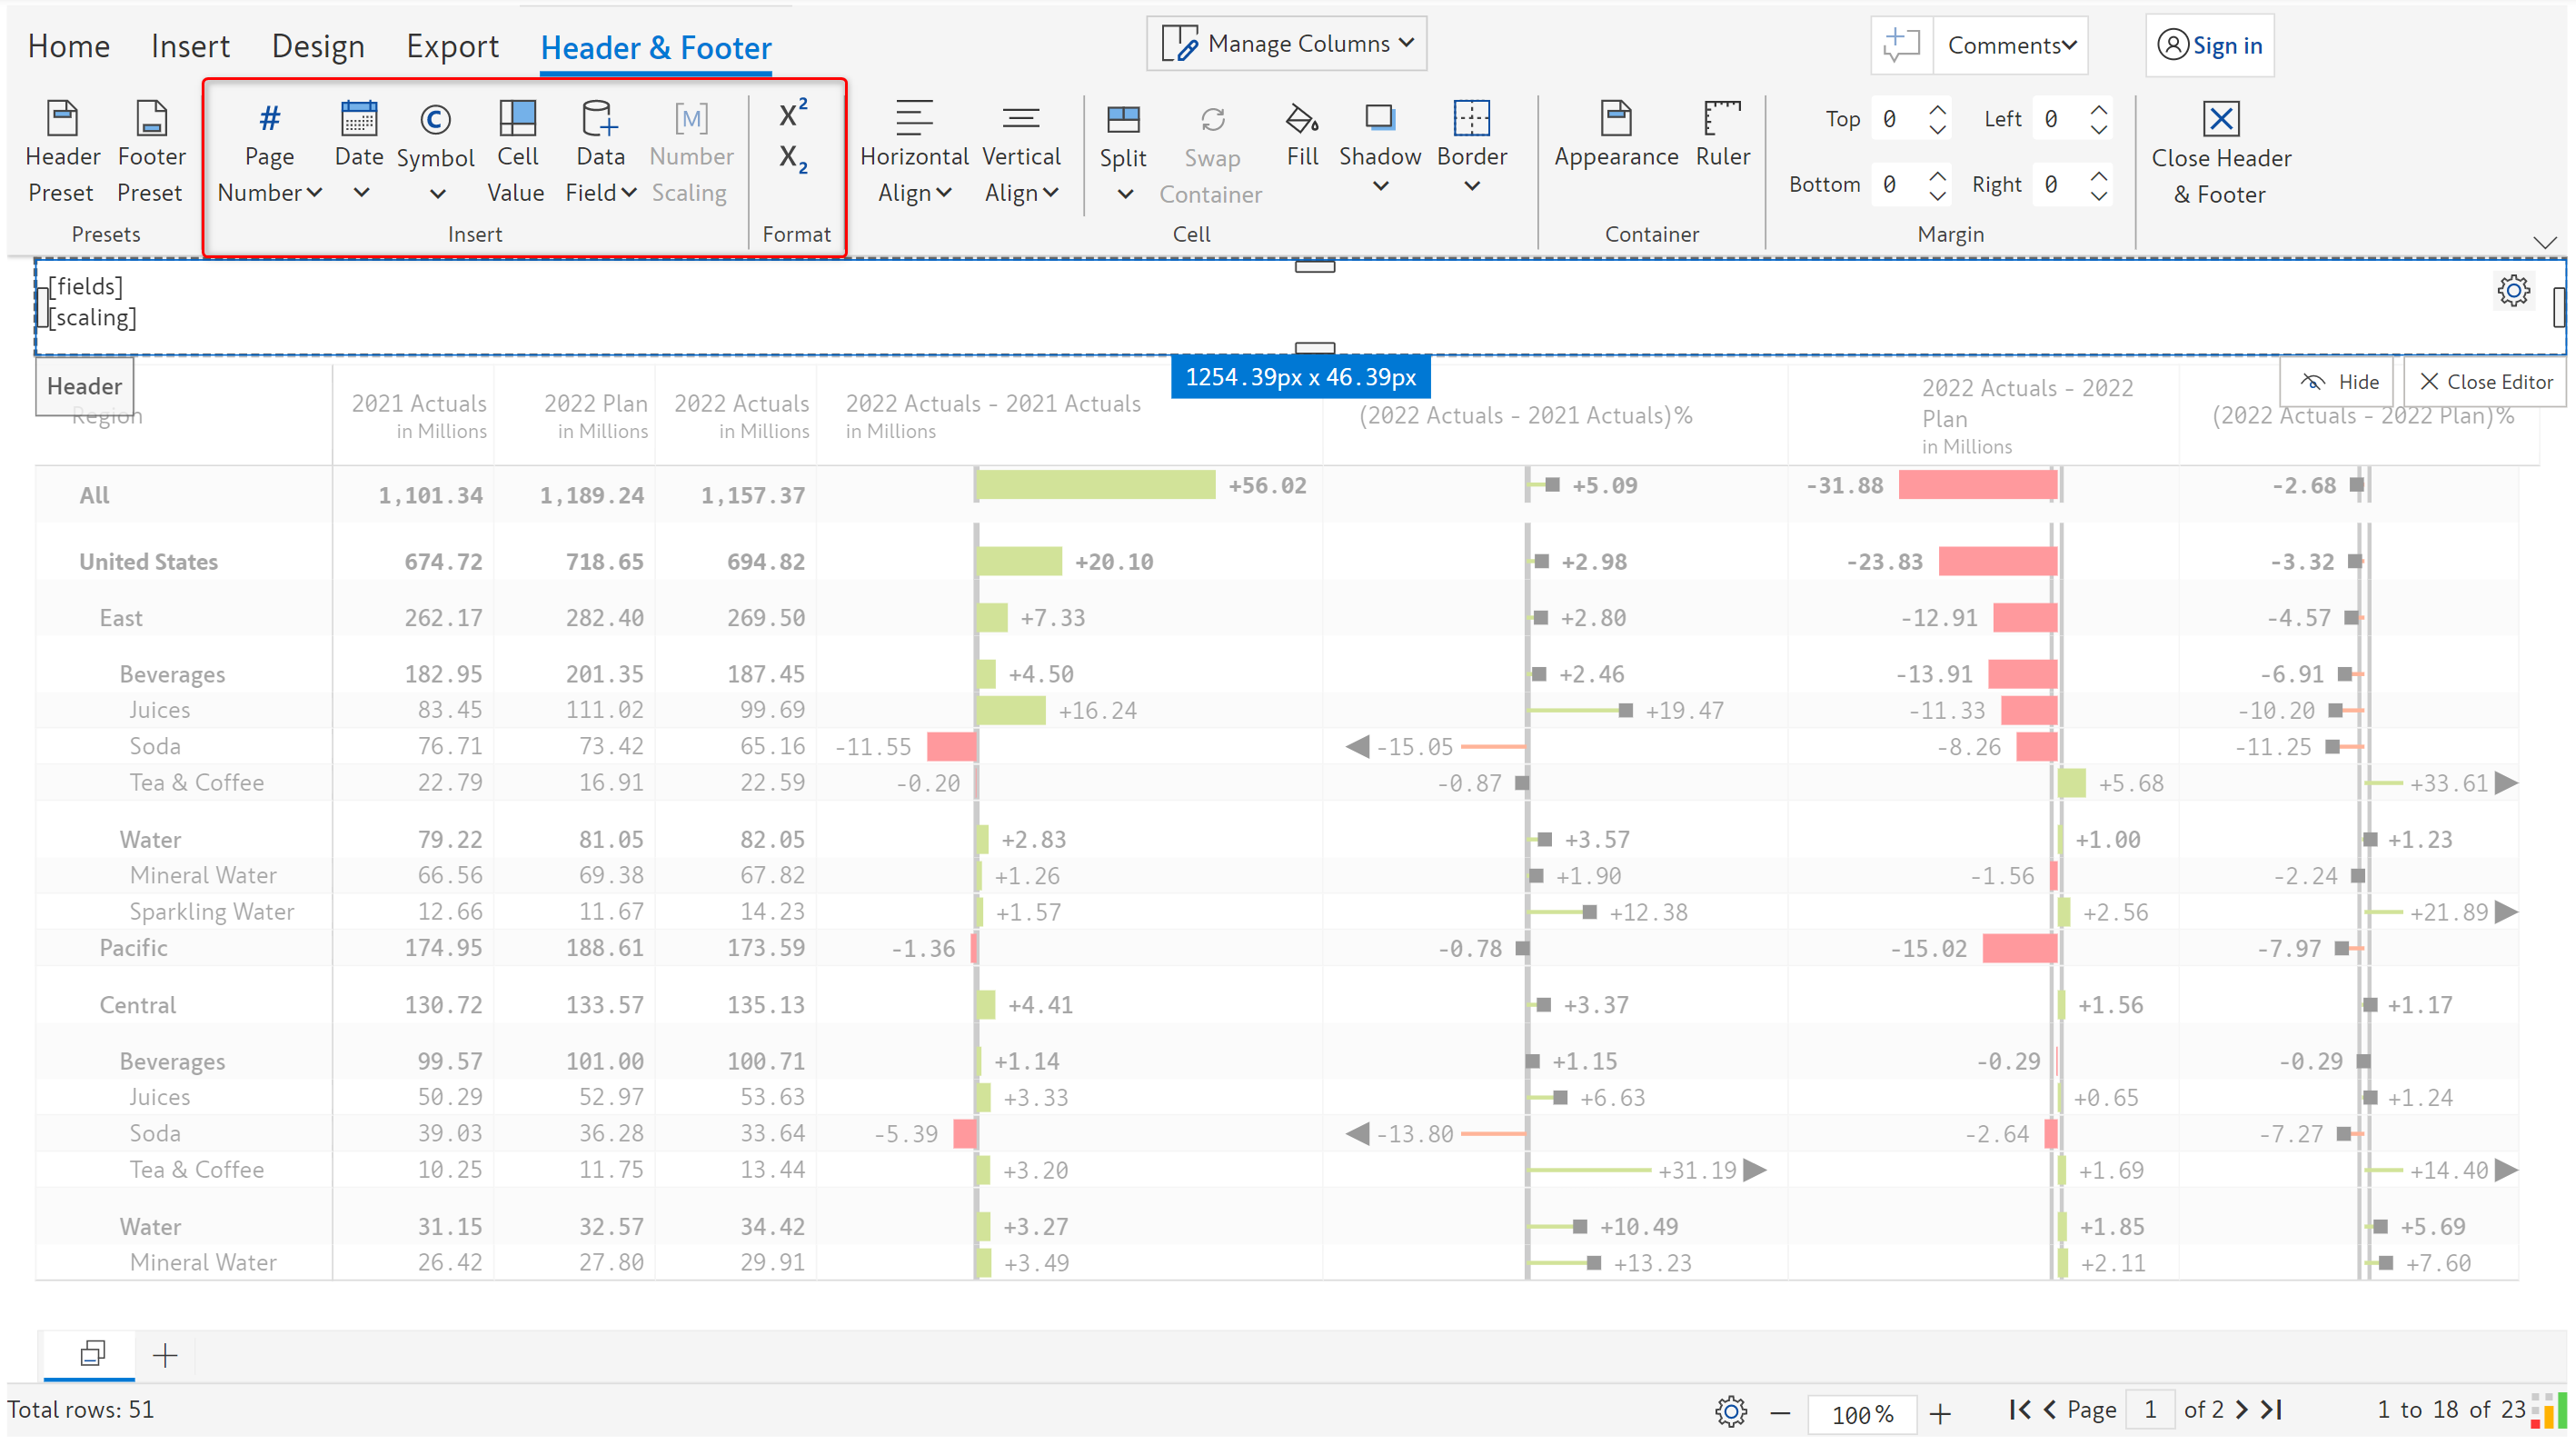 Home Insert Design Export Header & Footer Manage Columns Comments Sign in
Header Preset
Footer Preset
Page Number
Date
Symbol
Cell Value
Data Field
[M] Number Scaling
X² X₂
Horizontal Align
Vertical Align
Split
Swap Container
Fill
Shadow
Border
Appearance
Ruler
Top 0 Left 0
Bottom 0 Right 0
Close Header & Footer
Presets Insert Format Cell Container Margin
[fields]
[scaling]
Header
1254.39px x 46.39px
Hide Close Editor
Region
2021 Actuals in Millions
2022 Plan in Millions
2022 Actuals in Millions
2022 Actuals - 2021 Actuals in Millions
(2022 Actuals - 2021 Actuals)%
2022 Actuals - 2022 Plan in Millions
(2022 Actuals - 2022 Plan)%
All 1,101.34 1,189.24 1,157.37 +56.02 +5.09 -31.88 -2.68
United States 674.72 718.65 694.82 +20.10 +2.98 -23.83 -3.32
East 262.17 282.40 269.50 +7.33 +2.80 -12.91 -4.57
Beverages 182.95 201.35 187.45 +4.50 +2.46 -13.91 -6.91
Juices 83.45 111.02 99.69 +16.24 +19.47 -11.33 -10.20
Soda 76.71 73.42 65.16 -11.55 -15.05 -8.26 -11.25
Tea & Coffee 22.79 16.91 22.59 -0.20 -0.87 +5.68 +33.61
Water 79.22 81.05 82.05 +2.83 +3.57 +1.00 +1.23
Mineral Water 66.56 69.38 67.82 +1.26 +1.90 -1.56 -2.24
Sparkling Water 12.66 11.67 14.23 +1.57 +12.38 +2.56 +21.89
Pacific 174.95 188.61 173.59 -1.36 -0.78 -15.02 -7.97
Central 130.72 133.57 135.13 +4.41 +3.37 +1.56 +1.17
Beverages 99.57 101.00 100.71 +1.14 +1.15 -0.29 -0.29
Juices 50.29 52.97 53.63 +3.33 +6.63 +0.65 +1.24
Soda 39.03 36.28 33.64 -5.39 -13.80 -2.64 -7.27
Tea & Coffee 10.25 11.75 13.44 +3.20 +31.19 +1.69 +14.40
Water 31.15 32.57 34.42 +3.27 +10.49 +1.85 +5.69
Mineral Water 26.42 27.80 29.91 +3.49 +13.23 +2.11 +7.60
Total rows: 51 100% Page 1 of 2 1 to 18 of 23